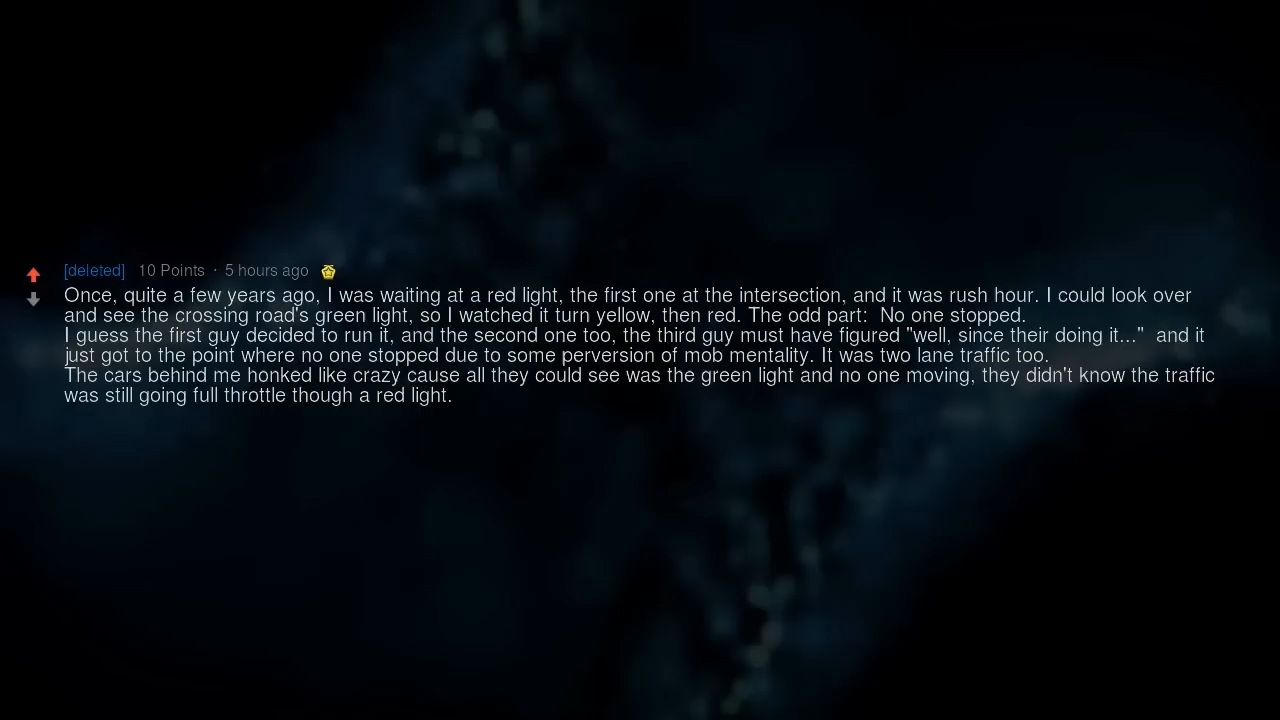 [deleted] 10 Points · 5 hours ago
Once, quite a few years ago, I was waiting at a red light, the first one at the intersection, and it was rush hour. I could look over
and see the crossing road's green light, so I watched it turn yellow, then red. The odd part:  No one stopped.
I guess the first guy decided to run it, and the second one too, the third guy must have figured "well, since their doing it..."  and it
just got to the point where no one stopped due to some perversion of mob mentality. It was two lane traffic too.
The cars behind me honked like crazy cause all they could see was the green light and no one moving, they didn't know the traffic
was still going full throttle though a red light.